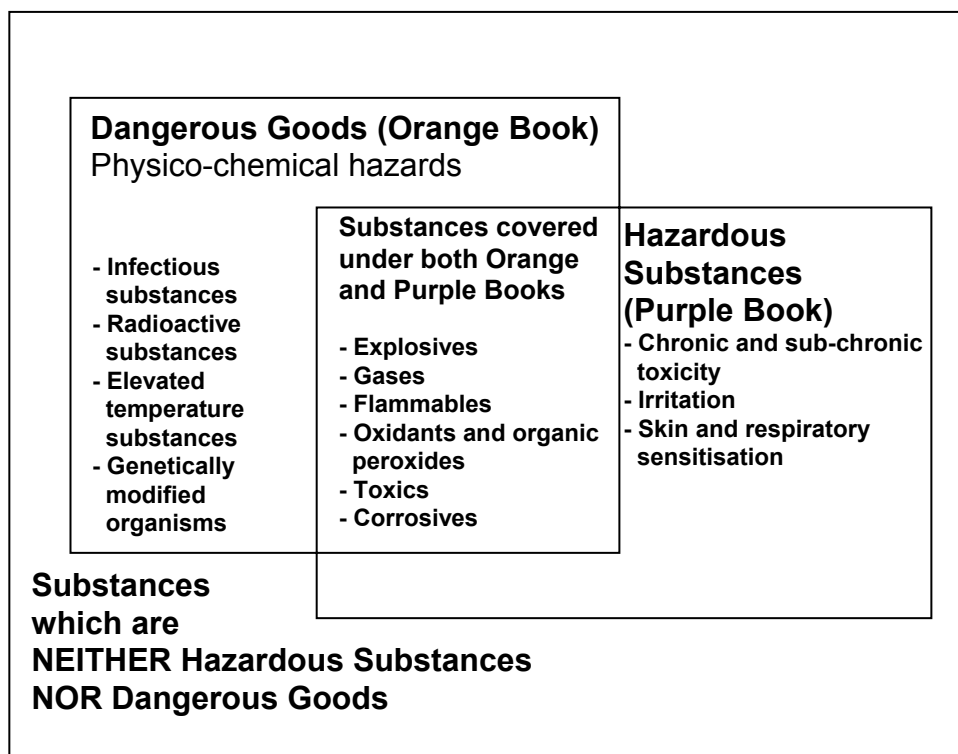 Dangerous Goods (Orange Book)
Physico-chemical hazards
- Infectious
substances
- Radioactive
substances
- Elevated
temperature
substances
- Genetically
modified
organisms
Substances covered
under both Orange
and Purple Books
- Explosives
- Gases
- Flammables
- Oxidants and organic
peroxides
- Toxics
- Corrosives
Hazardous
Substances
(Purple Book)
- Chronic and sub-chronic
toxicity
- Irritation
- Skin and respiratory
sensitisation
Substances
which are
NEITHER Hazardous Substances
NOR Dangerous Goods